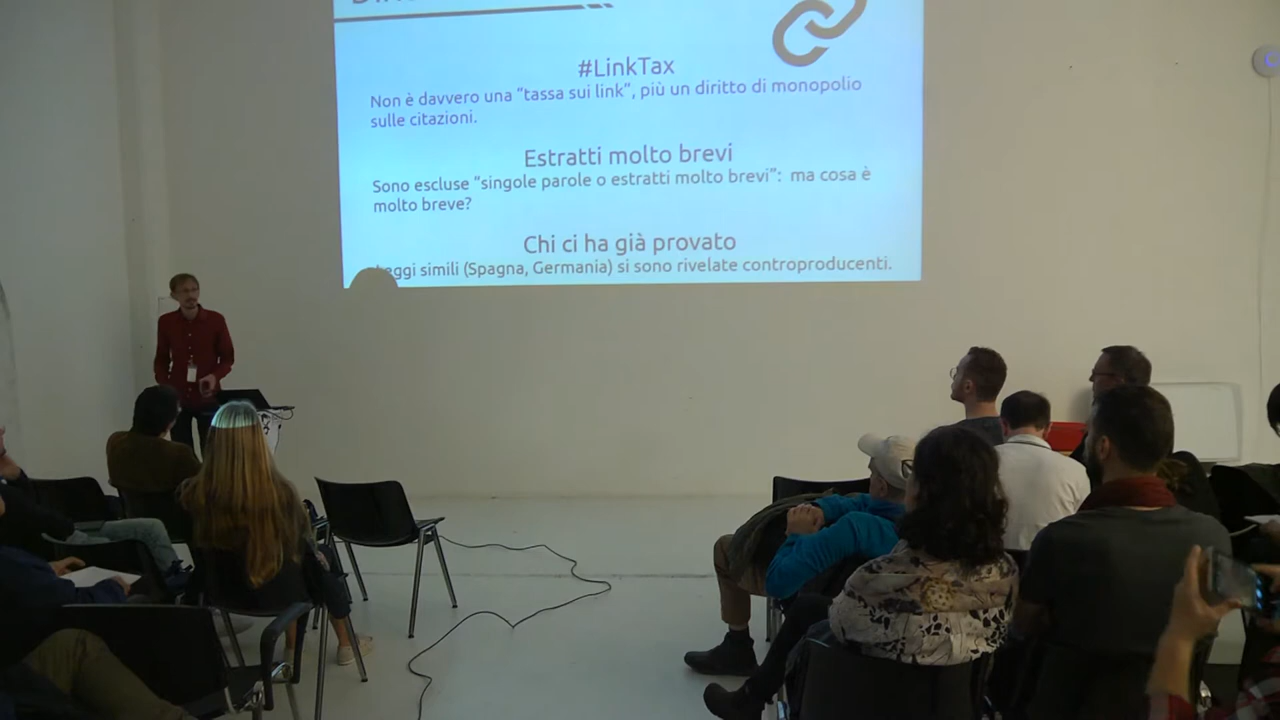 #LinkTax
Non è davvero una “tassa sui link”, più un diritto di monopolio
sulle citazioni.
Estratti molto brevi
Sono escluse “singole parole o estratti molto brevi”: ma cosa è
molto breve?
Chi ci ha già provato
Leggi simili (Spagna, Germania) si sono rivelate controproducenti.